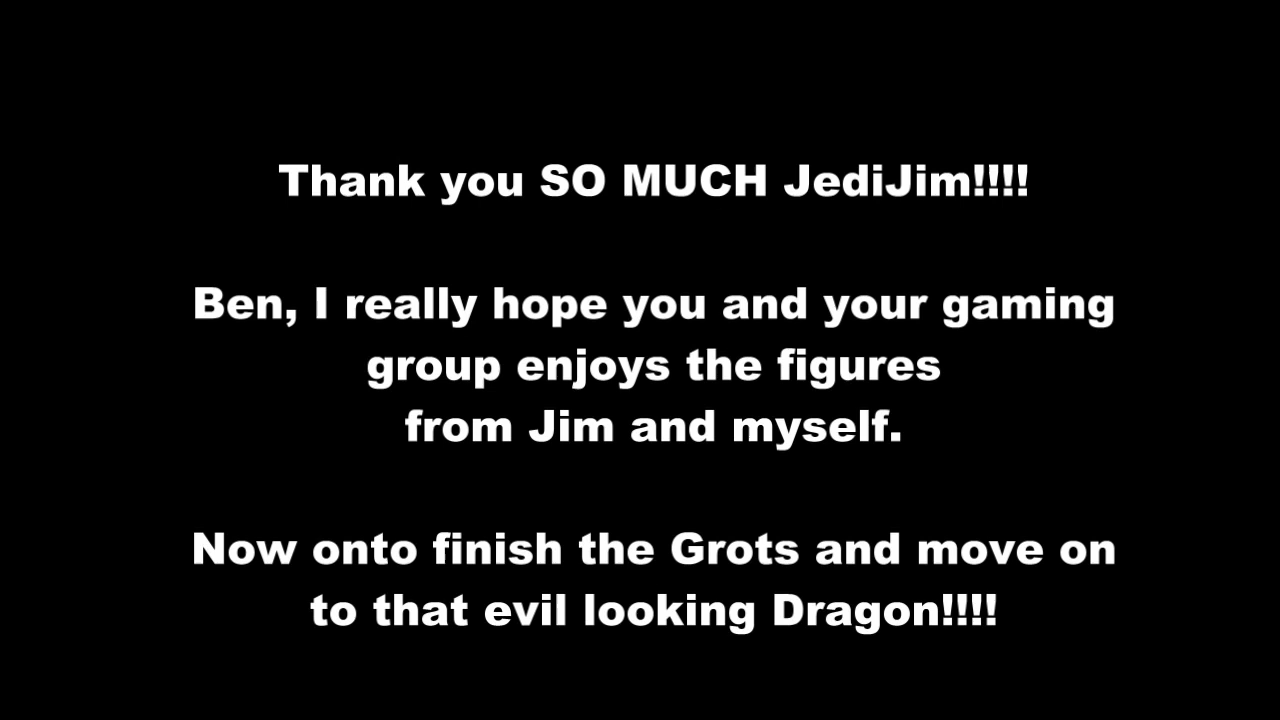 Thank you SO MUCH JediJim!!!!
Ben, I really hope you and your gaming
group enjoys the figures
from Jim and myself.
Now onto finish the Grots and move on
to that evil looking Dragon!!!!